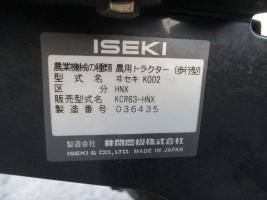 ISEKI
農業機械の種類 農用トラクター(歩行型)
型式名 ヰセキ K002
区分 HNX
販売型式名 KCR63-HNX
製造番号 036435
製造会社 井関農機株式会社
ISEKI & CO., LTD. MADE IN JAPAN